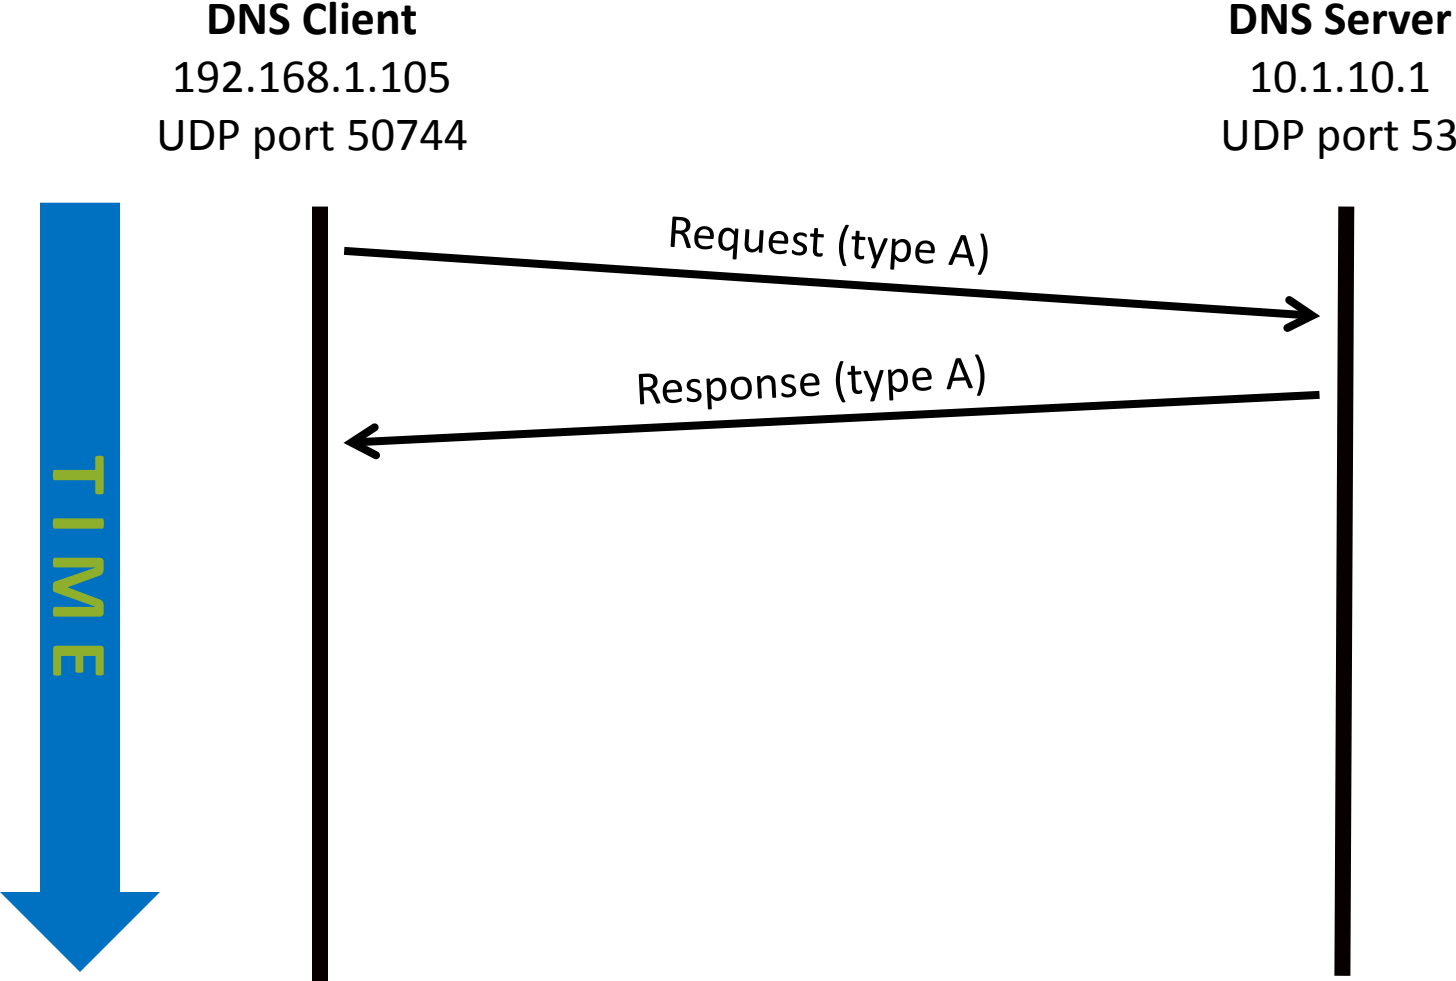 DNS Client
192.168.1.105
UDP port 50744
DNS Server
10.1.10.1
UDP port 53
Request (type A)
Response (type A)
TIME